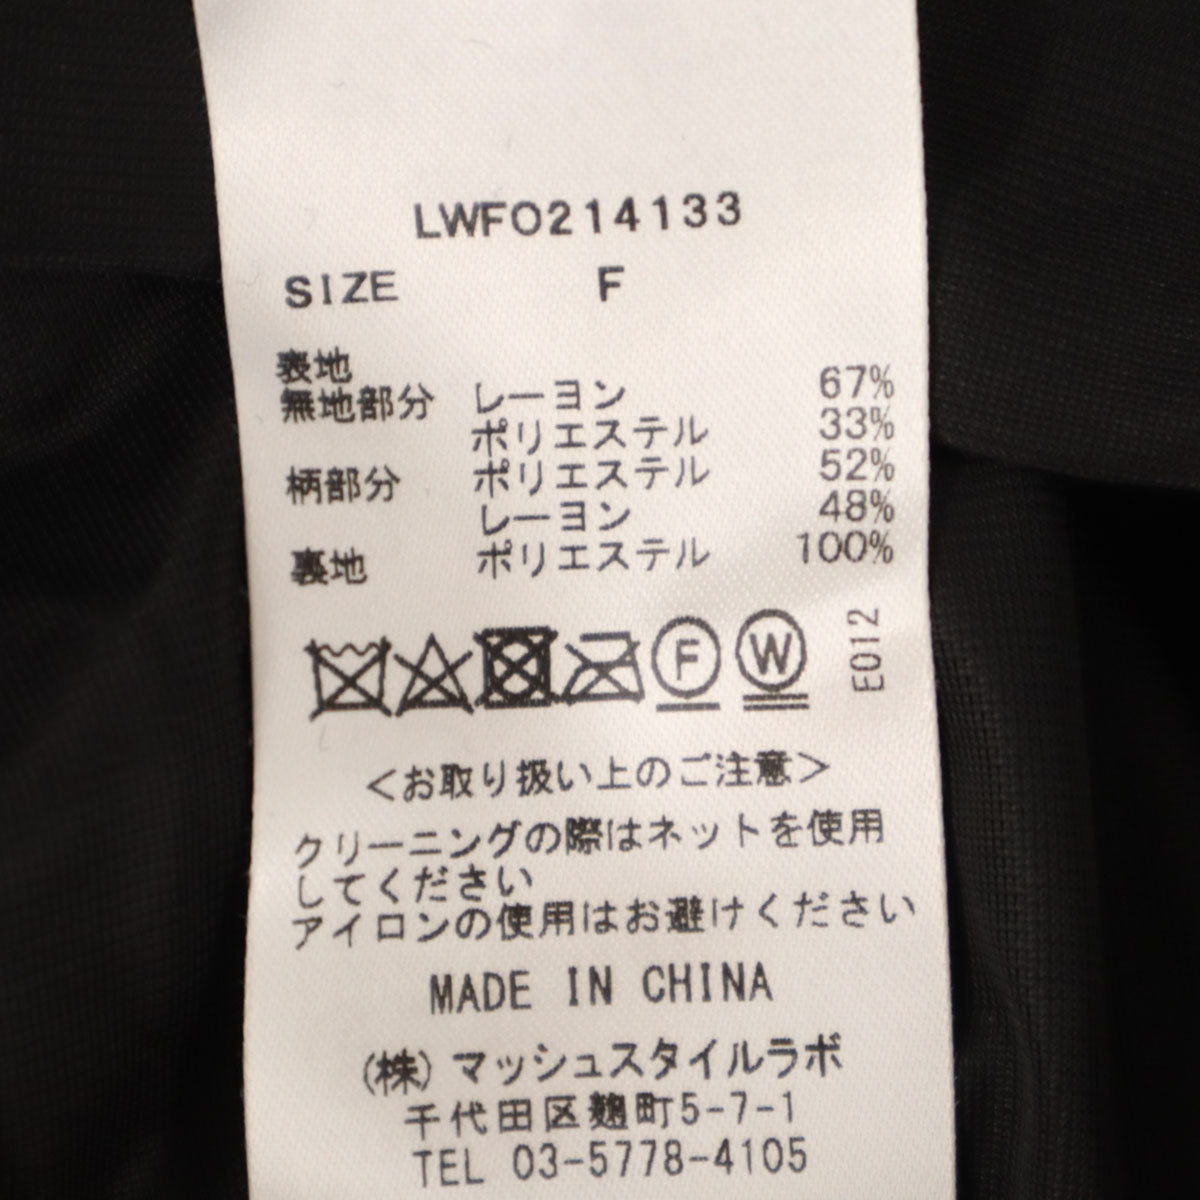 LWFO214133
SIZE F
表地
無地部分 レーヨン 67%
ポリエステル 33%
柄部分 ポリエステル 52%
レーヨン 48%
裏地 ポリエステル 100%
F W E012
<お取り扱い上のご注意>
クリーニングの際はネットを使用
してください
アイロンの使用はお避けください
MADE IN CHINA
(株)マッシュスタイルラボ
千代田区麹町5-7-1
TEL 03-5778-4105